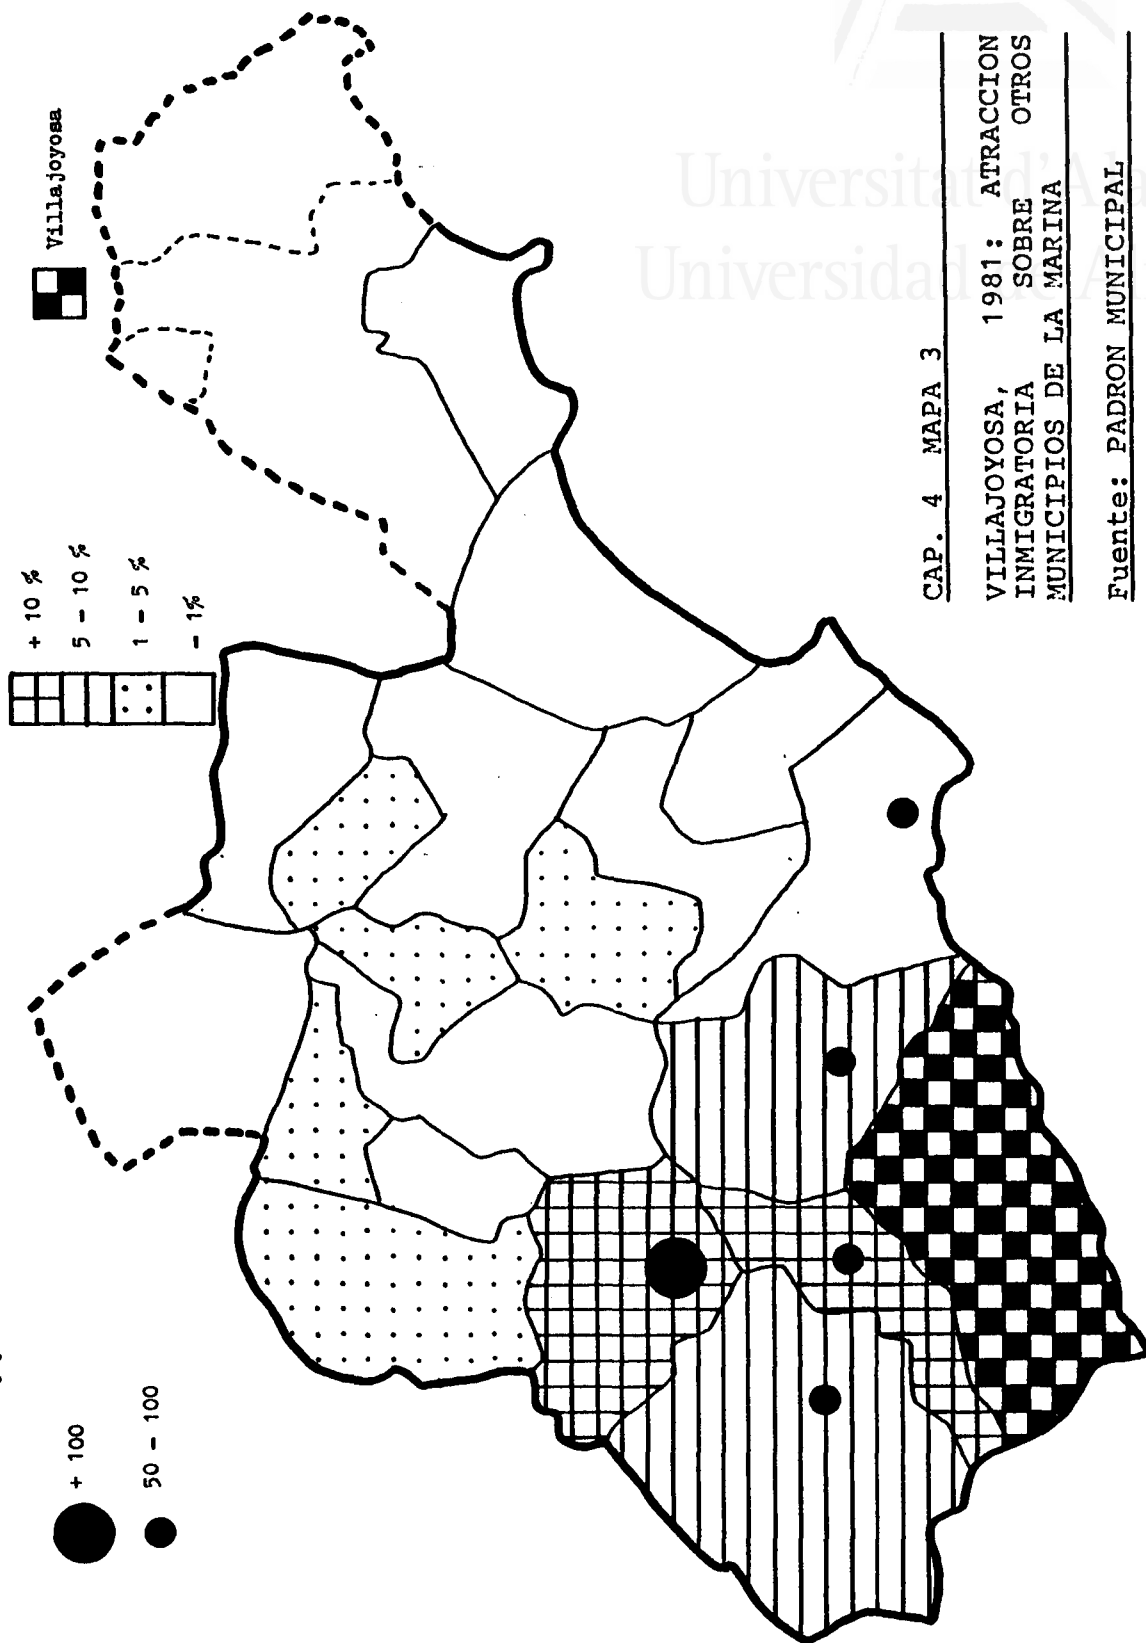 + 100
50 - 100
+ 10 %
5 - 10 %
1 - 5 %
- 1%
Villajoyosa
CAP. 4 MAPA 3
VILLAJOYOSA, 1981: ATRACCION
INMIGRATORIA SOBRE OTROS
MUNICIPIOS DE LA MARINA
Fuente: PADRON MUNICIPAL
Universitat d'Ala
Universidad de Al